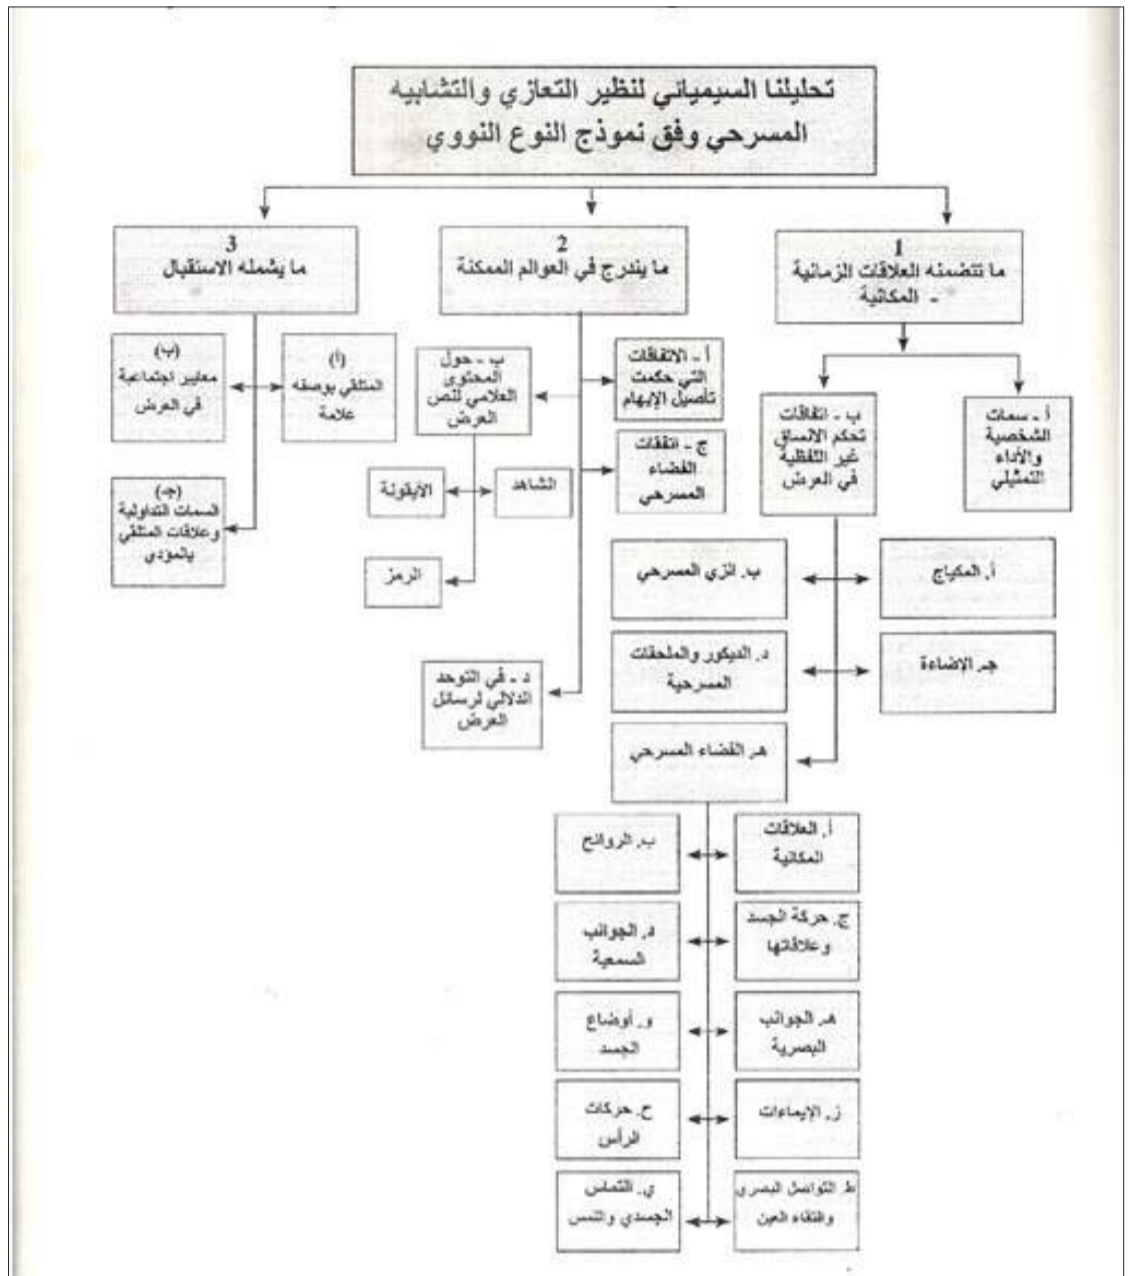 تحليلنا السيمياني لنظير التعازي والتشابيه
المسرحي وفق نموذج النوع النووي
1
ما تتضمنه العلاقات الزمانية
- المكانية
2
ما يندرج في العوالم الممكنة
3
ما يشمله الاستقبال
أ - سمات
الشخصية
والأداء
التمثيلي
ب - اتفاقات
تحكم الانساق
غير اللفظية
في العرض
أ. المكياج
ب. الزي المسرحي
جـ. الإضاءة
د. الديكور والملحقات
المسرحية
هـ. الفضاء المسرحي
أ. العلاقات
المكانية
ب. الروائح
ج. حركة الجسد
وعلاقاتها
د. الجوانب
السمعية
هـ. الجوانب
البصرية
و. أوضاع
الجسد
ز. الإيماءات
ح. حركات
الرأس
ط. التواصل البصري
والتقاء العين
ي. التماس
الجسدي واللمس
أ - الاتفاقات
التي حكمت
تأصيل الإيهام
ب - حول
المحتوى
العلامي لنص
العرض
الشاهد
الأيقونة
الرمز
ج - اتفقات
الفضاء
المسرحي
د - في التوحد
الدلالي لرسائل
العرض
(أ)
المتلقي بوصفه
علامة
(ب)
معايير اجتماعية
في العرض
(جـ)
السمات التداولية
وعلاقات المتلقي
بالمؤدي